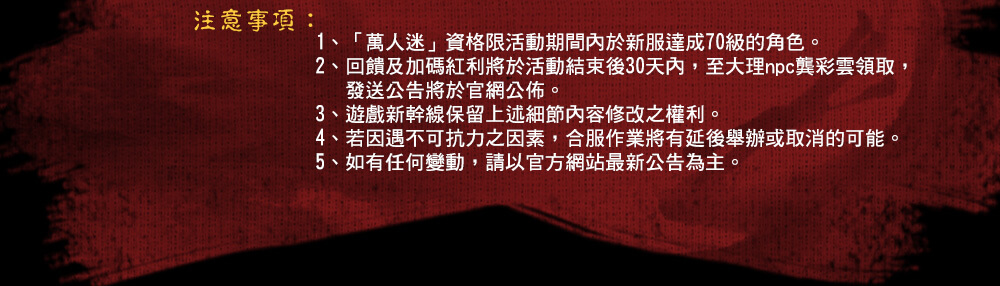 注意事項：
1、「萬人迷」資格限活動期間內於新服達成70級的角色。
2、回饋及加碼紅利將於活動結束後30天內，至大理npc龔彩雲領取，
發送公告將於官網公佈。
3、遊戲新幹線保留上述細節內容修改之權利。
4、若因遇不可抗力之因素，合服作業將有延後舉辦或取消的可能。
5、如有任何變動，請以官方網站最新公告為主。